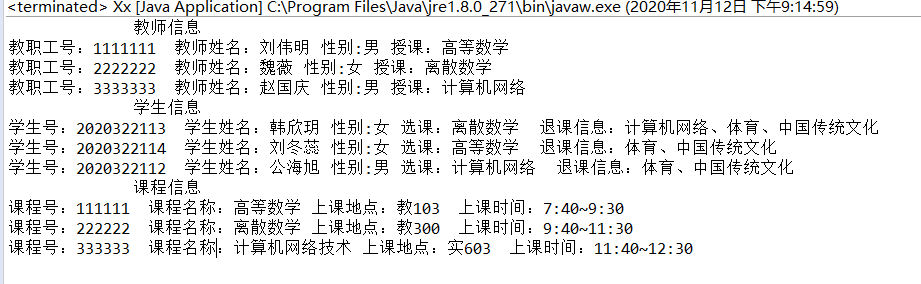 <terminated> Xx [Java Application] C:\Program Files\Java\jre1.8.0_271\bin\javaw.exe (2020年11月12日 下午9:14:59)
教师信息
教职工号：1111111 教师姓名：刘伟明 性别:男 授课：高等数学
教职工号：2222222 教师姓名：魏薇 性别:女 授课：离散数学
教职工号：3333333 教师姓名：赵国庆 性别:男 授课：计算机网络
学生信息
学生号：2020322113 学生姓名：韩欣玥 性别:女 选课：离散数学 退课信息：计算机网络、体育、中国传统文化
学生号：2020322114 学生姓名：刘冬蕊 性别:女 选课：高等数学 退课信息：体育、中国传统文化
学生号：2020322112 学生姓名：公海旭 性别:男 选课：计算机网络 退课信息：体育、中国传统文化
课程信息
课程号：111111 课程名称：高等数学 上课地点：教103 上课时间：7:40~9:30
课程号：222222 课程名称：离散数学 上课地点：教300 上课时间：9:40~11:30
课程号：333333 课程名称：计算机网络技术 上课地点：实603 上课时间：11:40~12:30